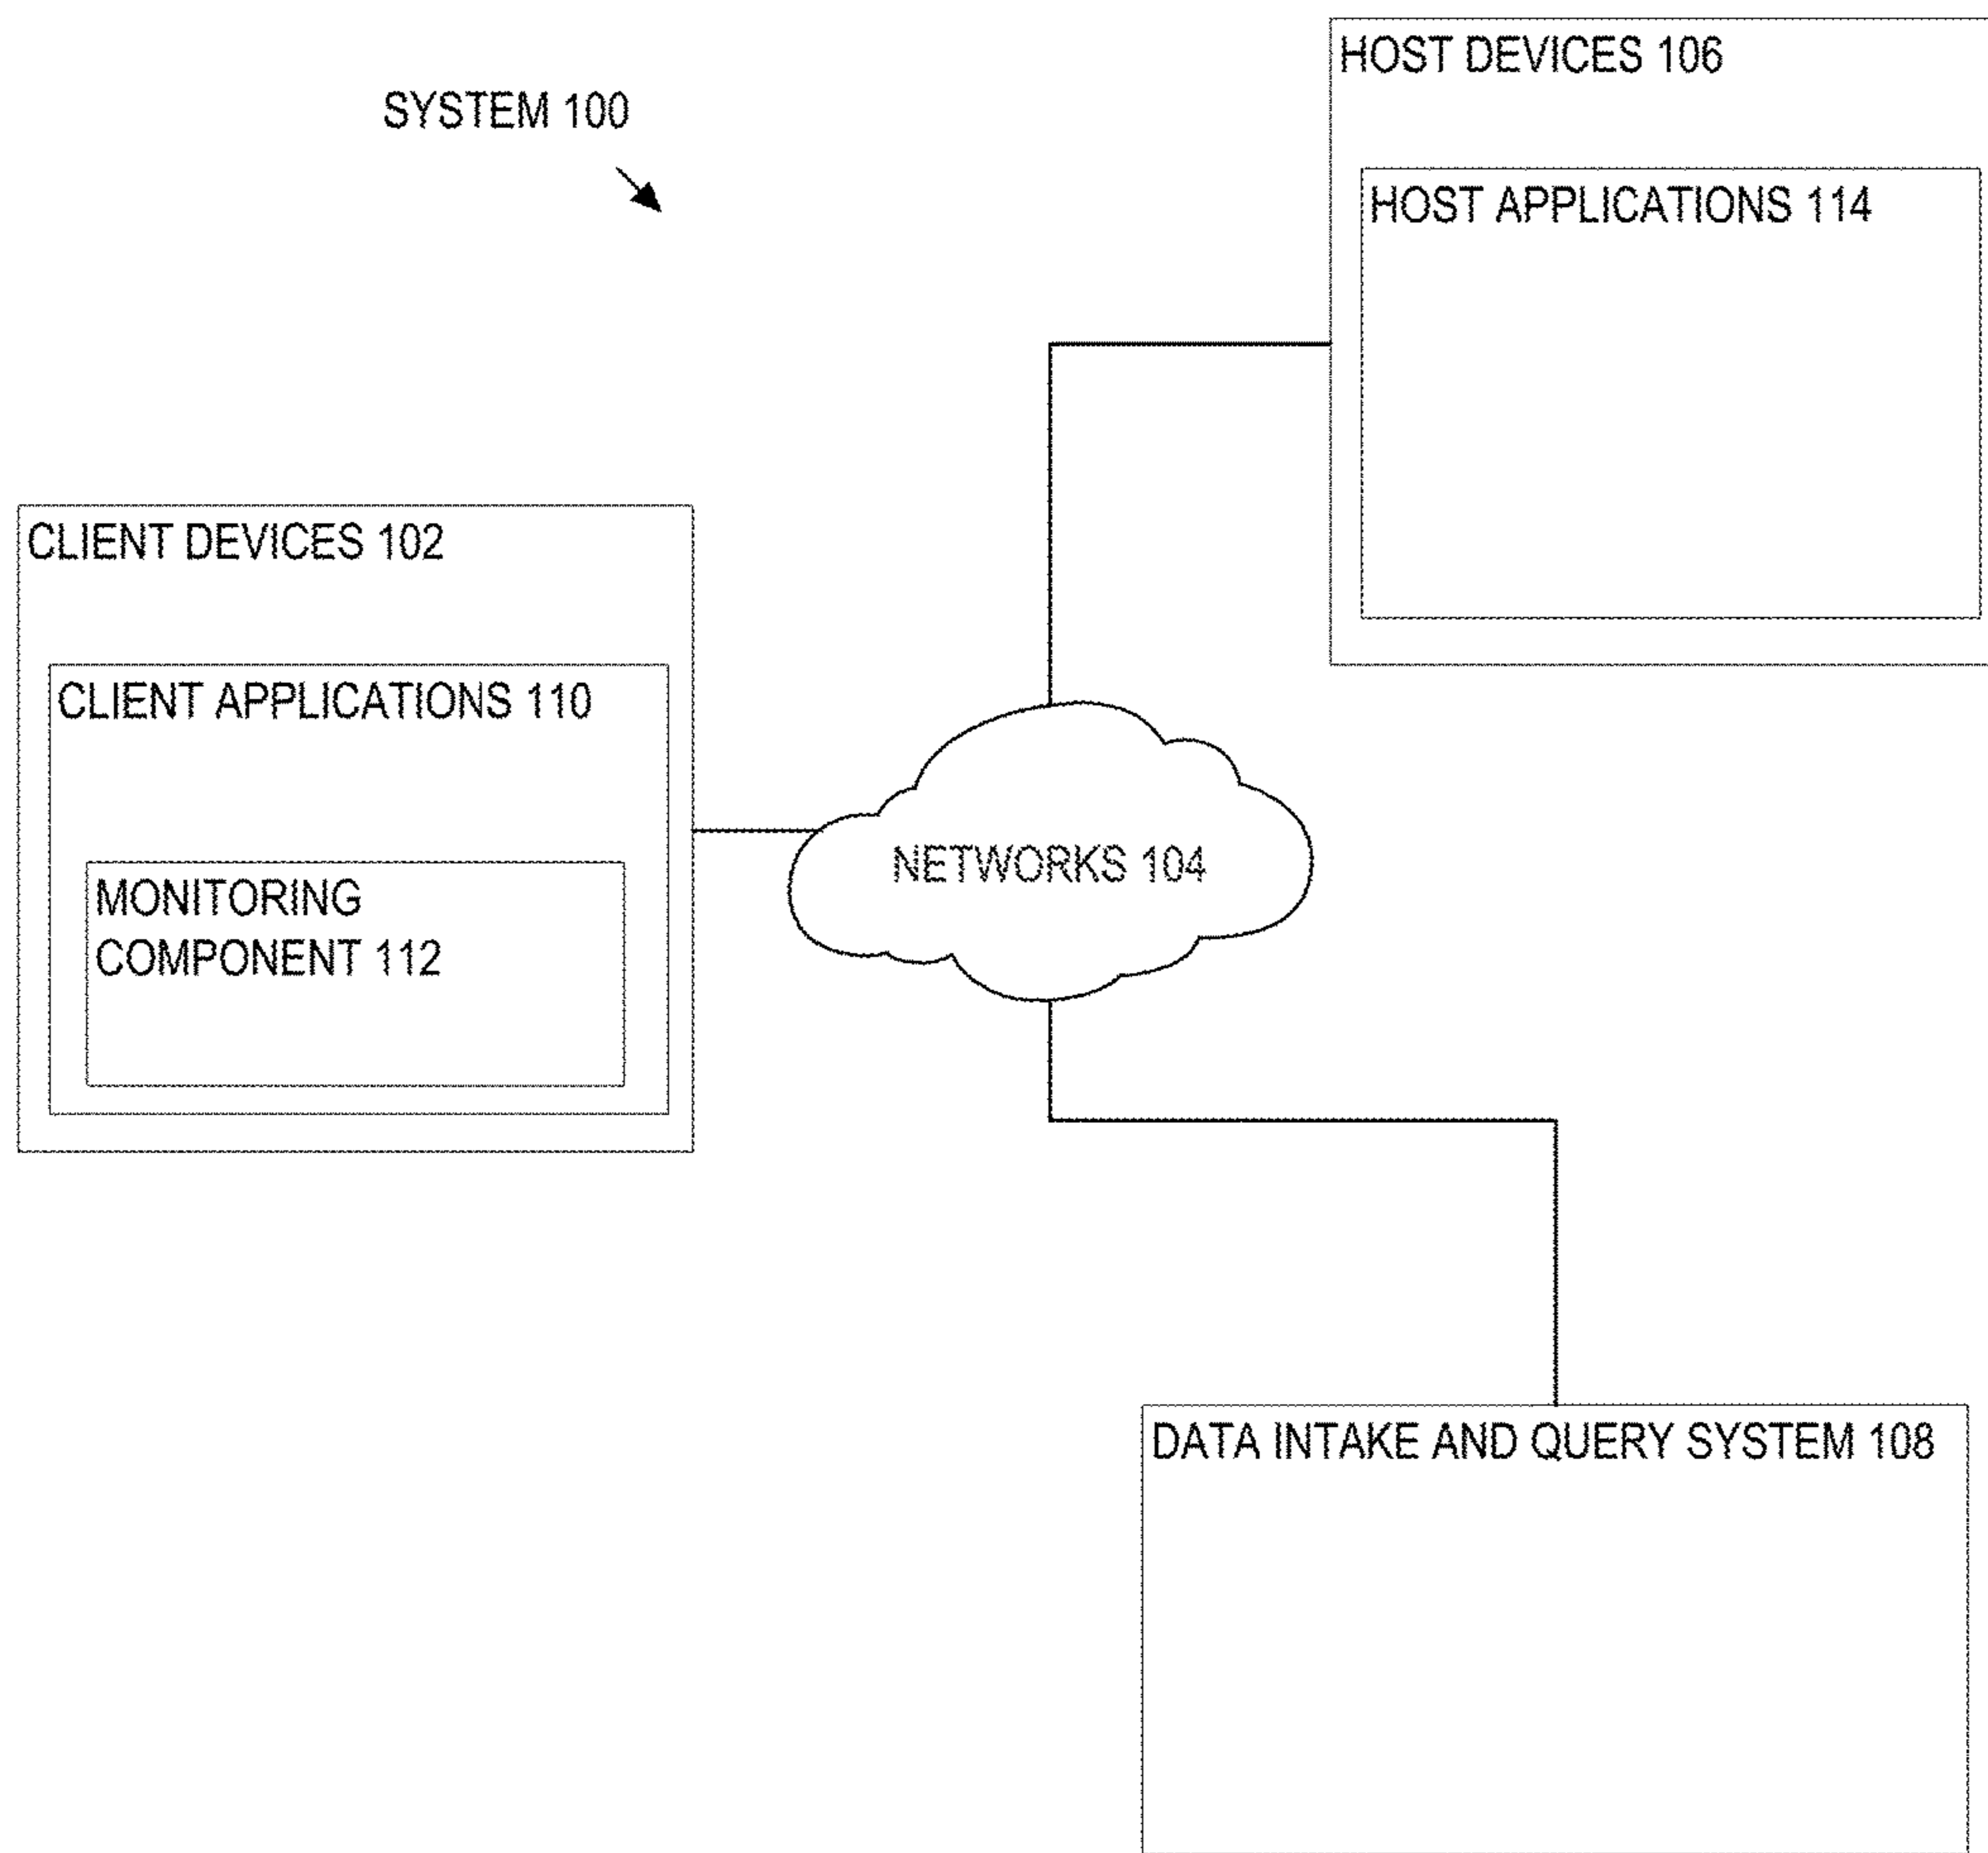 SYSTEM 100
HOST DEVICES 106
HOST APPLICATIONS 114
CLIENT DEVICES 102
CLIENT APPLICATIONS 110
MONITORING
COMPONENT 112
NETWORKS 104
DATA INTAKE AND QUERY SYSTEM 108